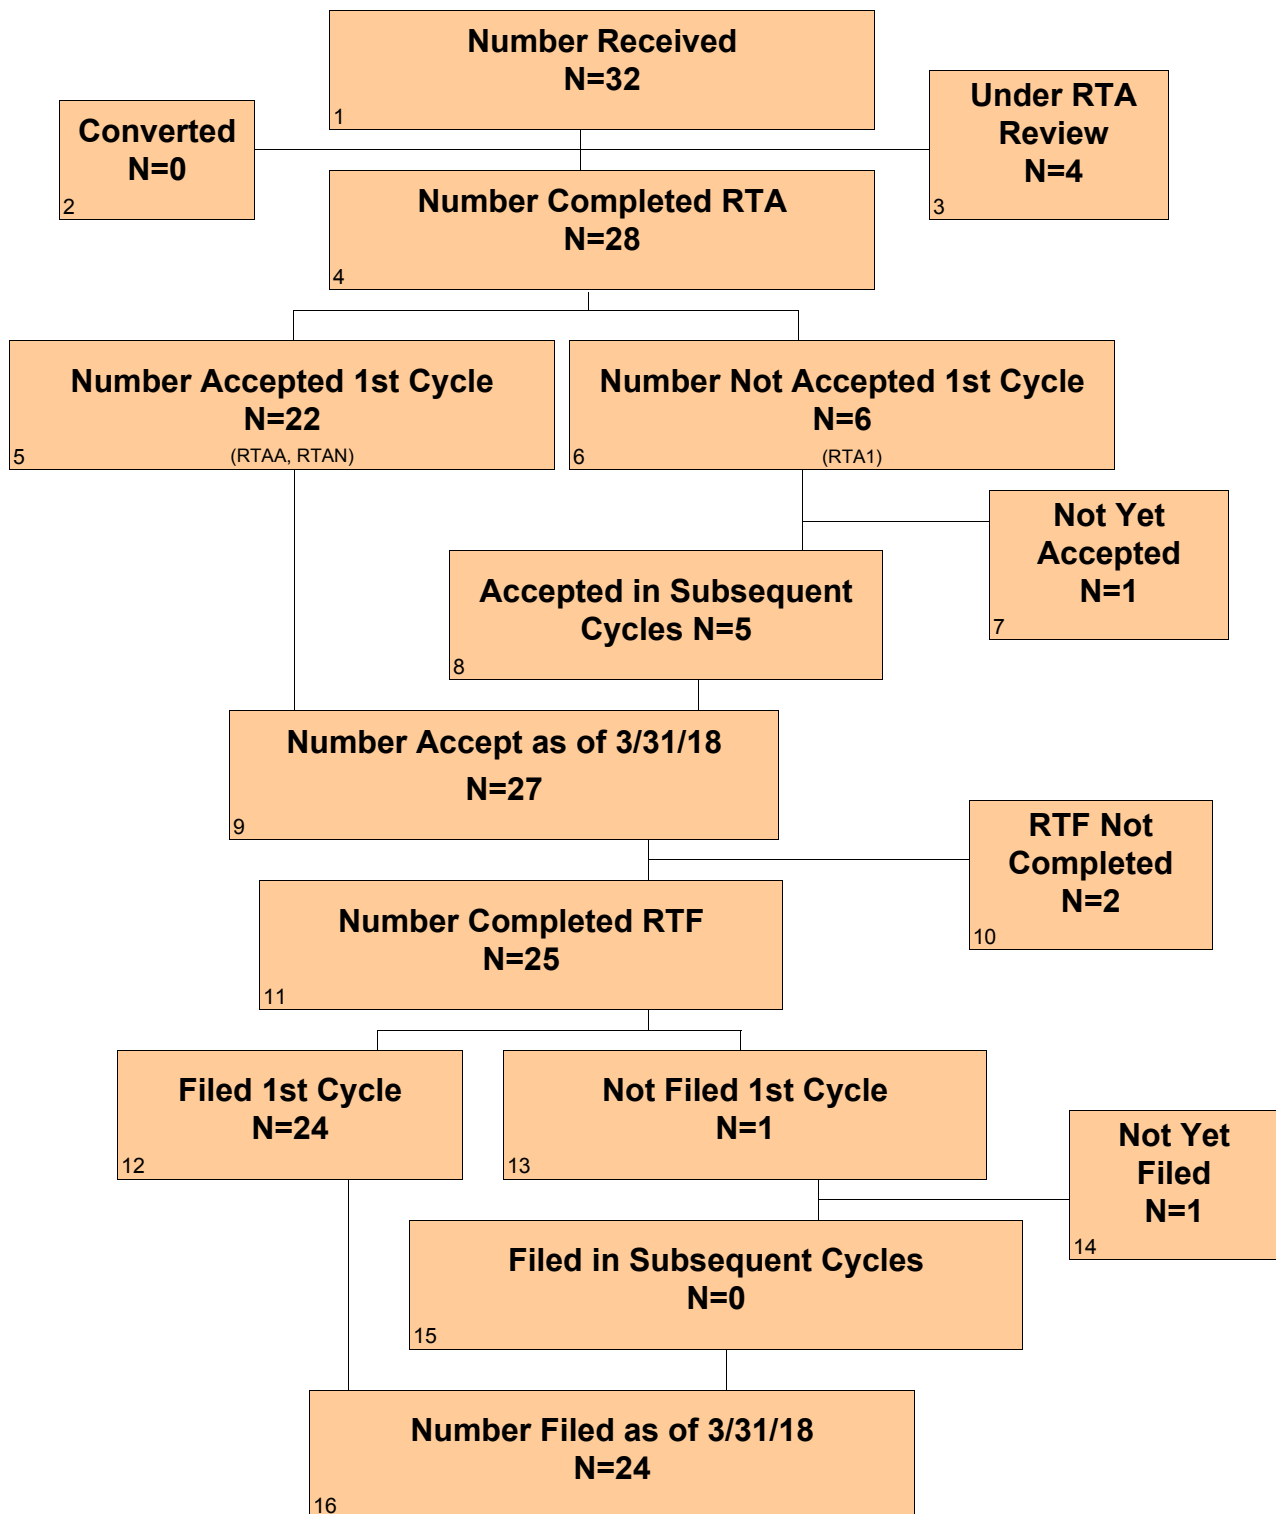 Number Received
N=32
1
Converted
N=0
2
Under RTA
Review
N=4
3
Number Completed RTA
N=28
4
Number Accepted 1st Cycle
N=22
(RTAA, RTAN)
5
Number Not Accepted 1st Cycle
N=6
(RTA1)
6
Not Yet
Accepted
N=1
7
Accepted in Subsequent
Cycles N=5
8
Number Accept as of 3/31/18
N=27
9
RTF Not
Completed
N=2
10
Number Completed RTF
N=25
11
Filed 1st Cycle
N=24
12
Not Filed 1st Cycle
N=1
13
Not Yet
Filed
N=1
14
Filed in Subsequent Cycles
N=0
15
Number Filed as of 3/31/18
N=24
16